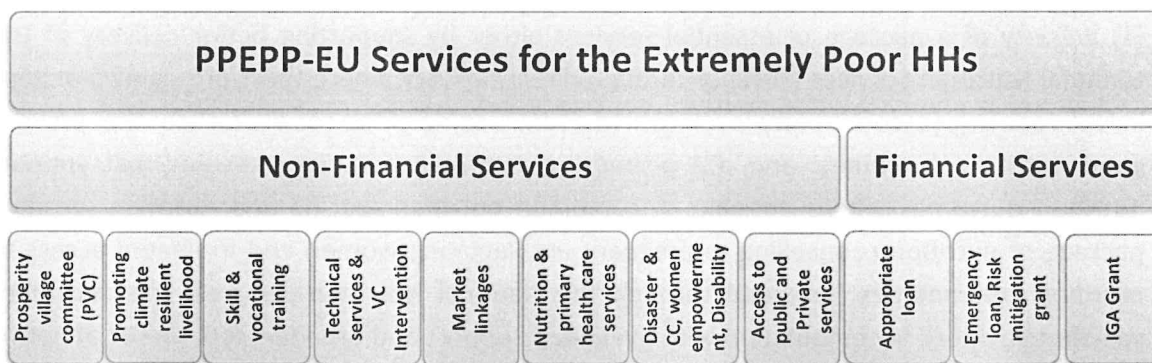 PPEPP-EU Services for the Extremely Poor HHs
Non-Financial Services
Financial Services
Prosperity
village
committee
(PVC)
Promoting
climate
resilient
livelihood
Skill &
vocational
training
Technical
services &
VC
Intervention
Market
linkages
Nutrition &
primary
healthcare
services
Disaster &
CC, women
empowerme
nt, Disability
Access to
public and
Private
services
Appropriate
loan
Emergency
loan, Risk
mitigation
grant
IGA Grant